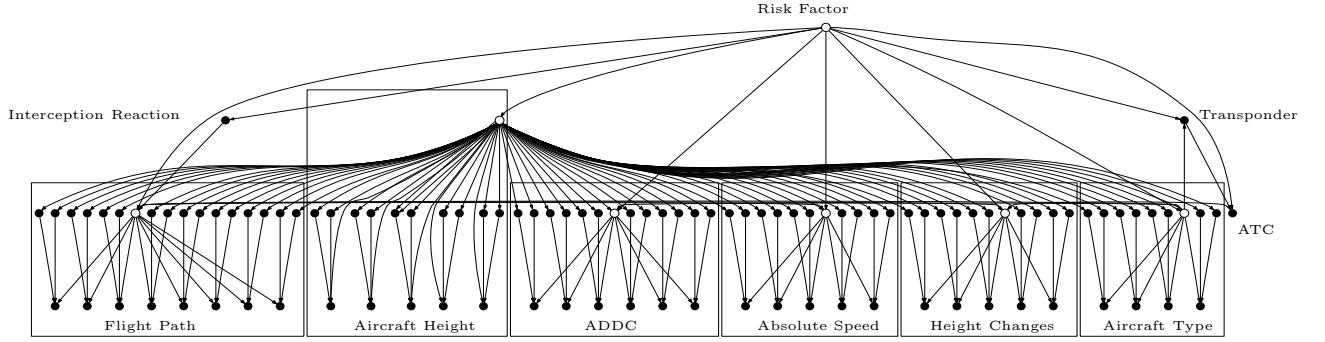 Risk Factor
Interception Reaction
Transponder
ATC
Flight Path
Aircraft Height
ADDC
Absolute Speed
Height Changes
Aircraft Type